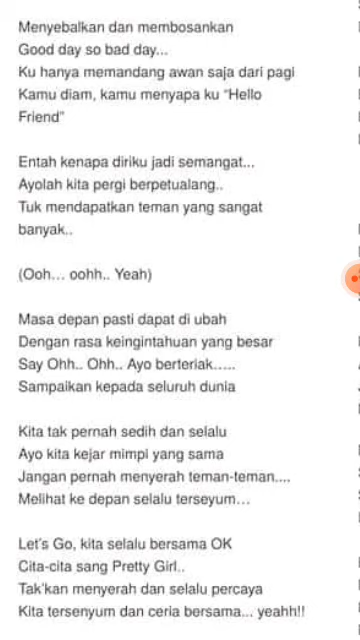 Menyebalkan dan membosankan
Good day so bad day...
Ku hanya memandang awan saja dari pagi
Kamu diam, kamu menyapa ku "Hello
Friend"
Entah kenapa diriku jadi semangat...
Ayolah kita pergi berpetualang..
Tuk mendapatkan teman yang sangat
banyak..
(Ooh... oohh.. Yeah)
Masa depan pasti dapat di ubah
Dengan rasa keingintahuan yang besar
Say Ohh.. Ohh.. Ayo berteriak.....
Sampaikan kepada seluruh dunia
Kita tak pernah sedih dan selalu
Ayo kita kejar mimpi yang sama
Jangan pernah menyerah teman-teman....
Melihat ke depan selalu terseyum...
Let's Go, kita selalu bersama OK
Cita-cita sang Pretty Girl..
Tak'kan menyerah dan selalu percaya
Kita tersenyum dan ceria bersama... yeahh!!